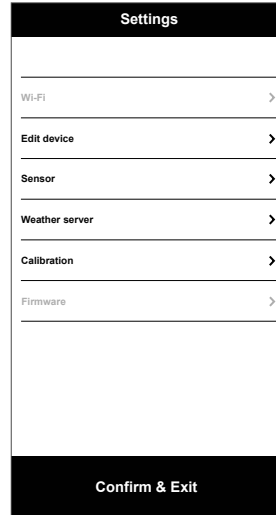 Settings
Wi-Fi
Edit device
Sensor
Weather server
Calibration
Firmware
Confirm & Exit